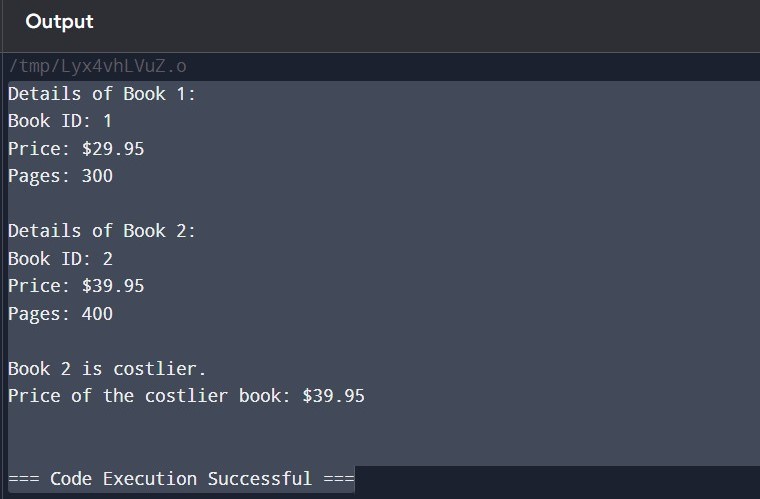 Output
/tmp/Lyx4vhLVuZ.o
Details of Book 1:
Book ID: 1
Price: $29.95
Pages: 300
Details of Book 2:
Book ID: 2
Price: $39.95
Pages: 400
Book 2 is costlier.
Price of the costlier book: $39.95
=== Code Execution Successful ===